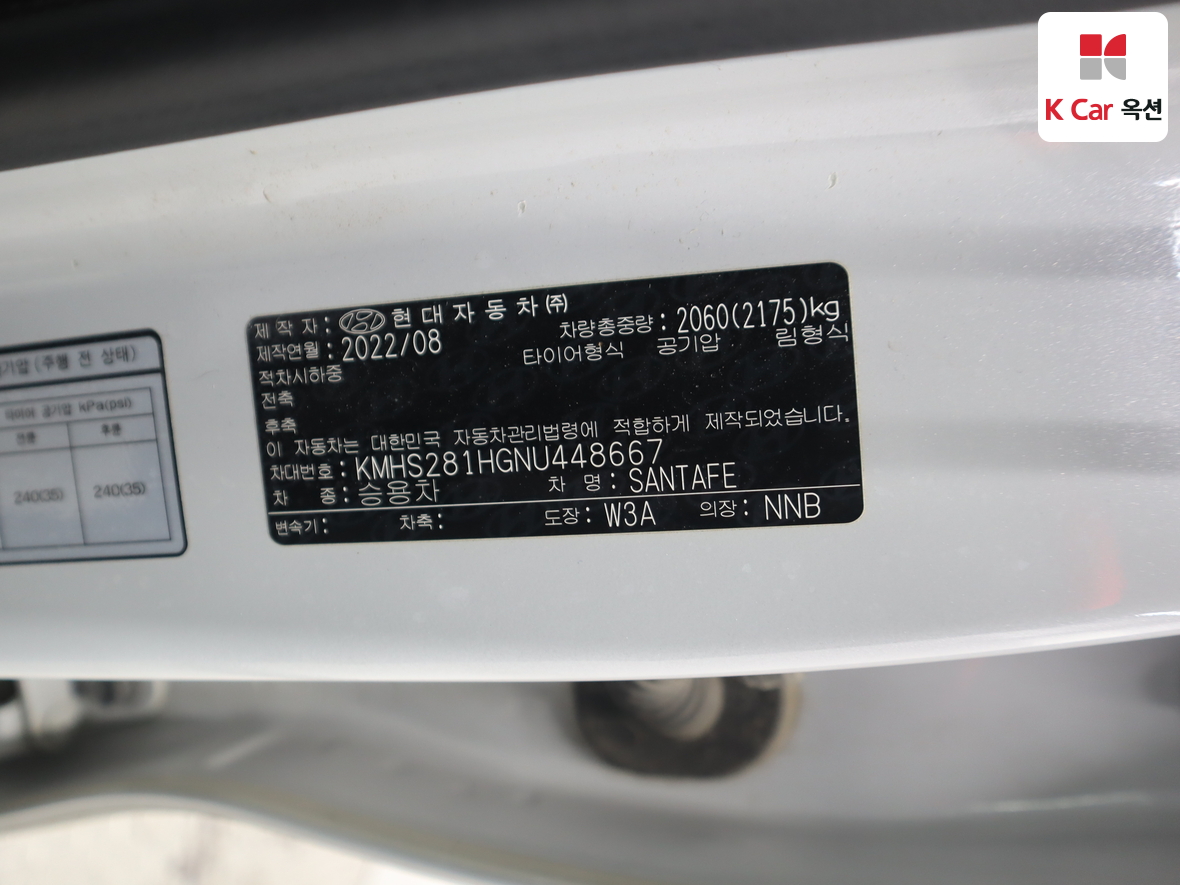 K Car 옥션
제 작 자 : 현 대 자 동 차 ㈜
차량총중량 : 2060(2175)kg
제작연월 : 2022/08
타이어형식 공기압 림형식
적차시하중
전축
후축
이 자동차는 대한민국 자동차관리법령에 적합하게 제작되었습니다.
차대번호 : KMHS281HGNU448667
차 종 : 승용차 차 명 : SANTAFE
변속기 : 차축 : 도장 : W3A 의장 : NNB
기압 (주행 전 상태)
타이어 공기압 kPa(psi)
전륜 후륜
240(35) 240(35)